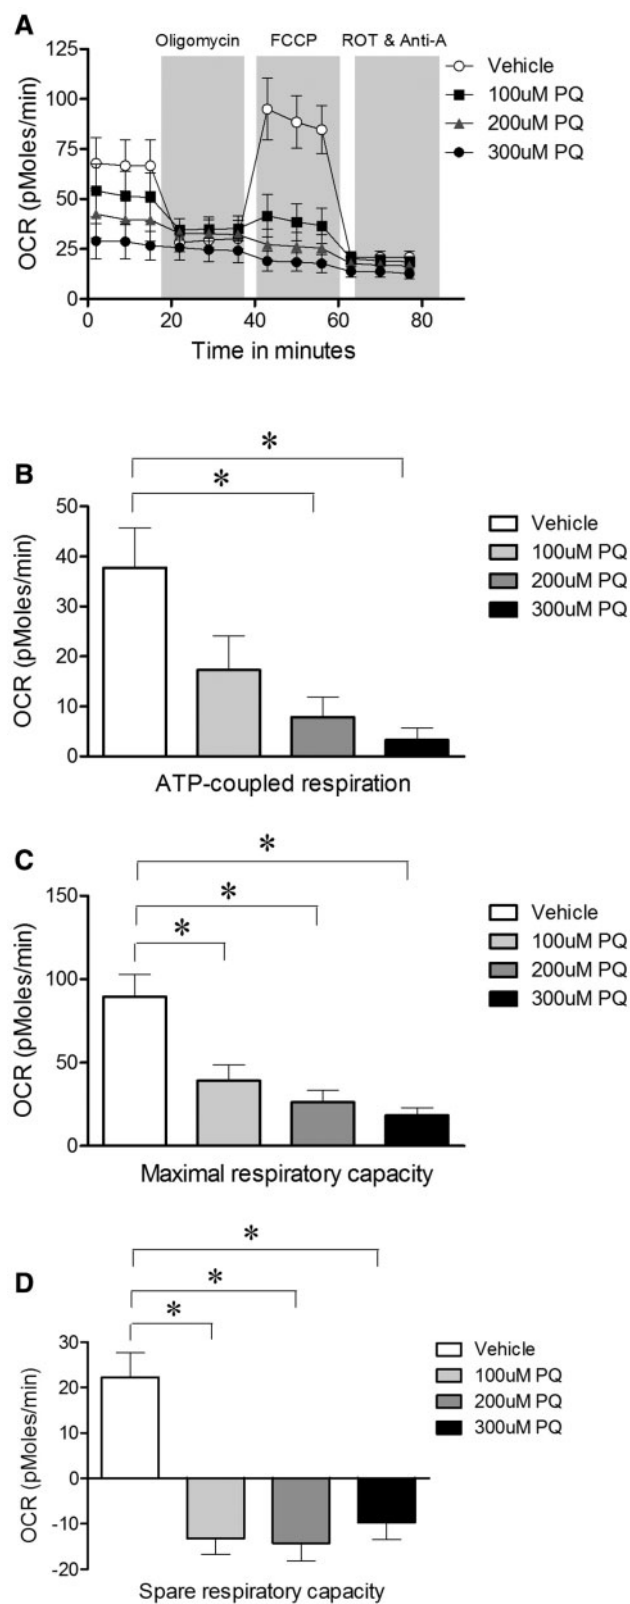 A
Oligomycin FCCP ROT & Anti-A
125
100
75
50
25
0
OCR (pMoles/min)
0 20 40 60 80
Time in minutes
Vehicle
100uM PQ
200uM PQ
300uM PQ
B
*
*
50
40
30
20
10
0
OCR (pMoles/min)
ATP-coupled respiration
Vehicle
100uM PQ
200uM PQ
300uM PQ
C
*
*
*
150
100
50
0
OCR (pMoles/min)
Maximal respiratory capacity
Vehicle
100uM PQ
200uM PQ
300uM PQ
D
*
*
*
30
20
10
0
-10
-20
OCR (pMoles/min)
Spare respiratory capacity
Vehicle
100uM PQ
200uM PQ
300uM PQ